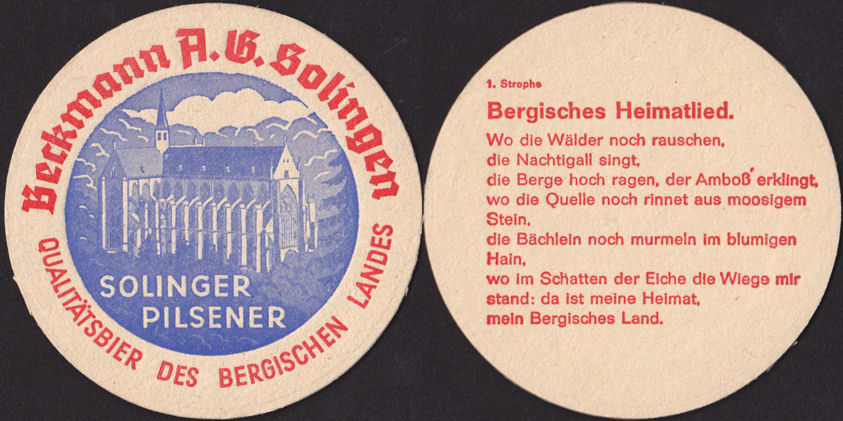 Beckmann A.G. Solingen
SOLINGER
PILSENER
QUALITÄTSBIER DES BERGISCHEN LANDES
1. Strophe
Bergisches Heimatlied.
Wo die Wälder noch rauschen,
die Nachtigall singt,
die Berge hoch ragen, der Amboß erklingt,
wo die Quelle noch rinnet aus moosigem
Stein,
die Bächlein noch murmeln im blumigen
Hain,
wo im Schatten der Eiche die Wiege mir
stand: da ist meine Heimat,
mein Bergisches Land.